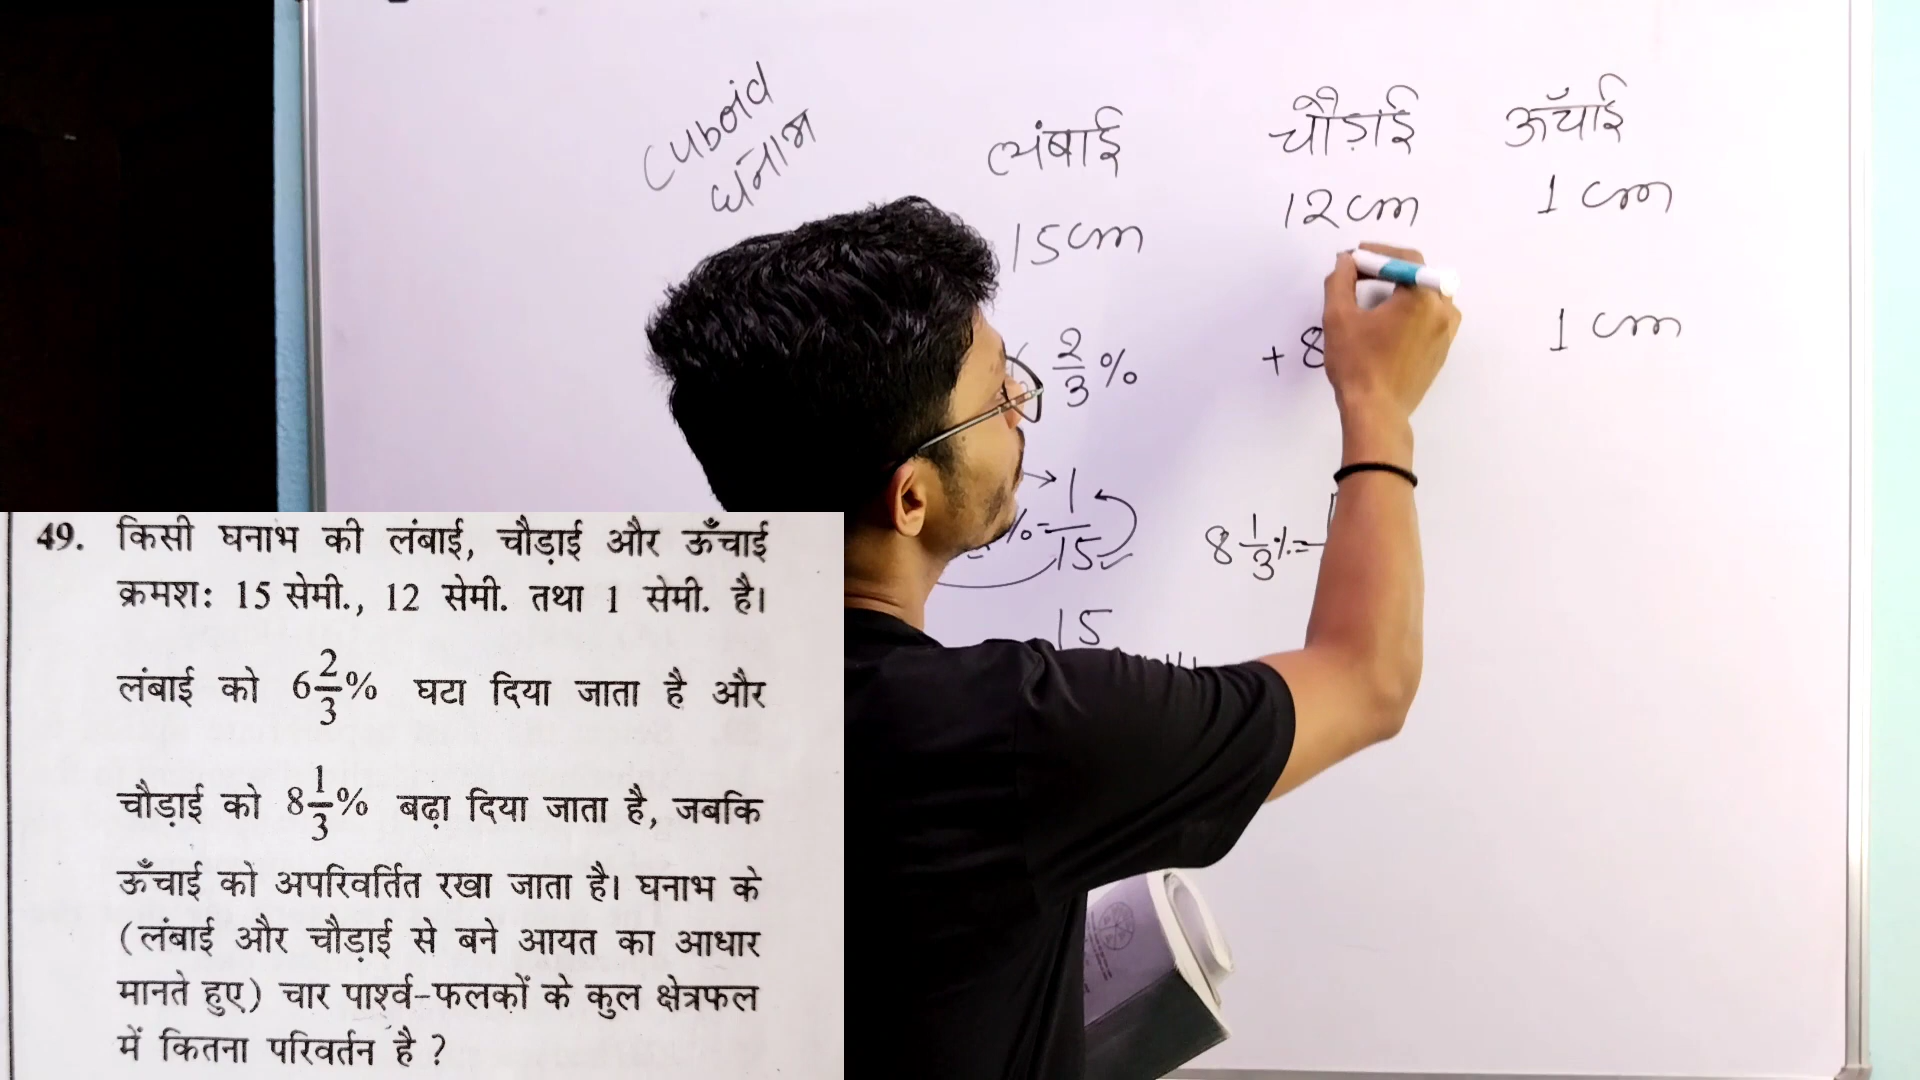 cuboid
घनाभ
लंबाई चौड़ाई ऊँचाई
15cm 12cm 1 cm
2/3 % + 8 1 cm
% = 1/15 8 1/3 % =
15
49. किसी घनाभ की लंबाई, चौड़ाई और ऊँचाई
क्रमश: 15 सेमी., 12 सेमी. तथा 1 सेमी. है।
लंबाई को 6 2/3 % घटा दिया जाता है और
चौड़ाई को 8 1/3 % बढ़ा दिया जाता है, जबकि
ऊँचाई को अपरिवर्तित रखा जाता है। घनाभ के
(लंबाई और चौड़ाई से बने आयत का आधार
मानते हुए) चार पार्श्व-फलकों के कुल क्षेत्रफल
में कितना परिवर्तन है ?